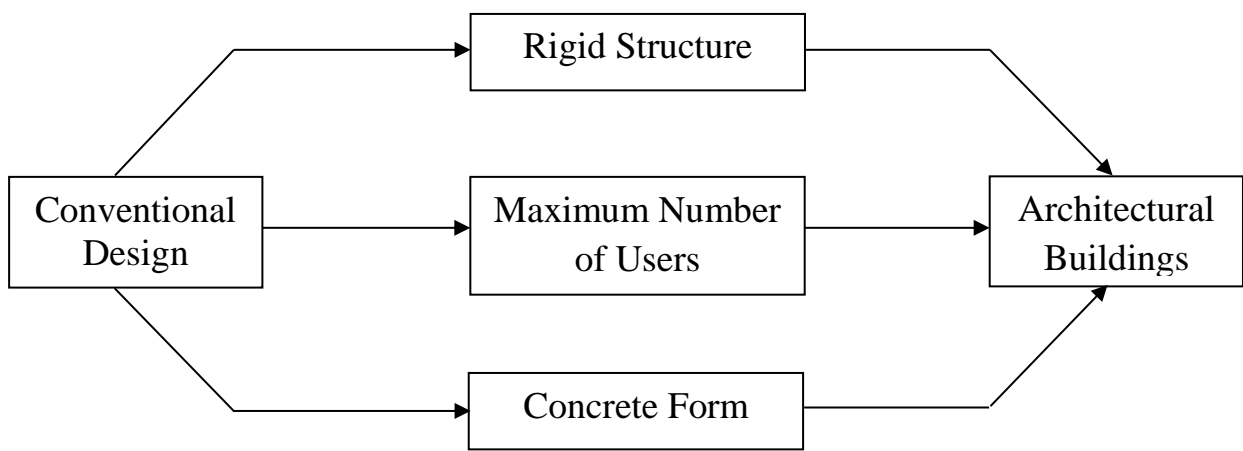 Rigid Structure
Conventional
Design
Maximum Number
of Users
Architectural
Buildings
Concrete Form